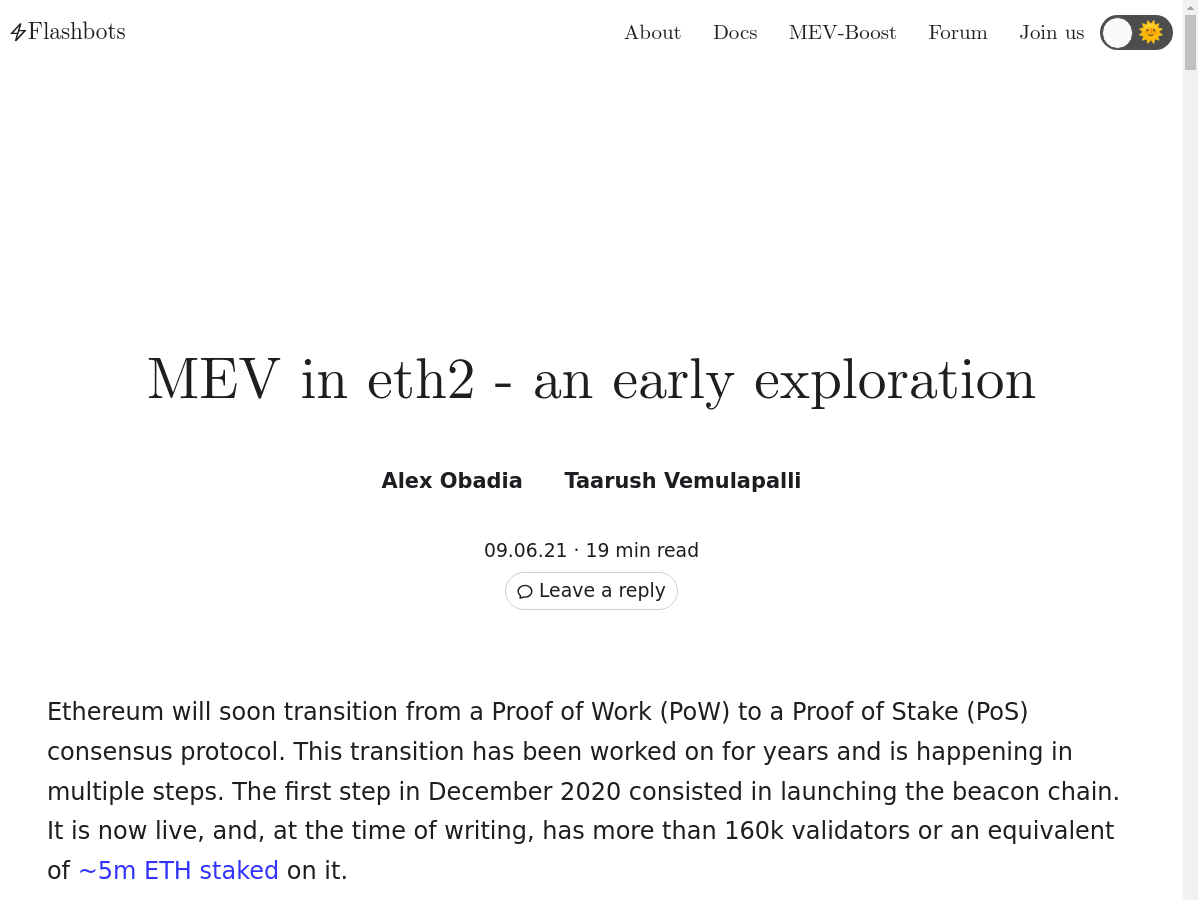 Flashbots
About Docs MEV-Boost Forum Join us
MEV in eth2 - an early exploration
Alex Obadia Taarush Vemulapalli
09.06.21 · 19 min read
Leave a reply
Ethereum will soon transition from a Proof of Work (PoW) to a Proof of Stake (PoS)
consensus protocol. This transition has been worked on for years and is happening in
multiple steps. The first step in December 2020 consisted in launching the beacon chain.
It is now live, and, at the time of writing, has more than 160k validators or an equivalent
of ~5m ETH staked on it.